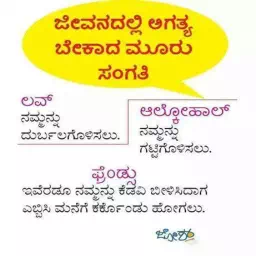 ಜೀವನದಲ್ಲಿ ಅಗತ್ಯ
ಬೇಕಾದ ಮೂರು
ಸಂಗತಿ
ಲವ್
ನಮ್ಮನ್ನು
ದುರ್ಬಲಗೊಳಿಸಲು.
ಆಲ್ಕೋಹಾಲ್
ನಮ್ಮನ್ನು
ಗಟ್ಟಿಗೊಳಿಸಲು.
ಫ್ರೆಂಡ್ಸು
ಇವೆರಡೂ ನಮ್ಮನ್ನು ಕೆಡವಿ ಬೀಳಿಸಿದಾಗ
ಎಬ್ಬಿಸಿ ಮನೆಗೆ ಕರ್ಕೊಂಡು ಹೋಗಲು.